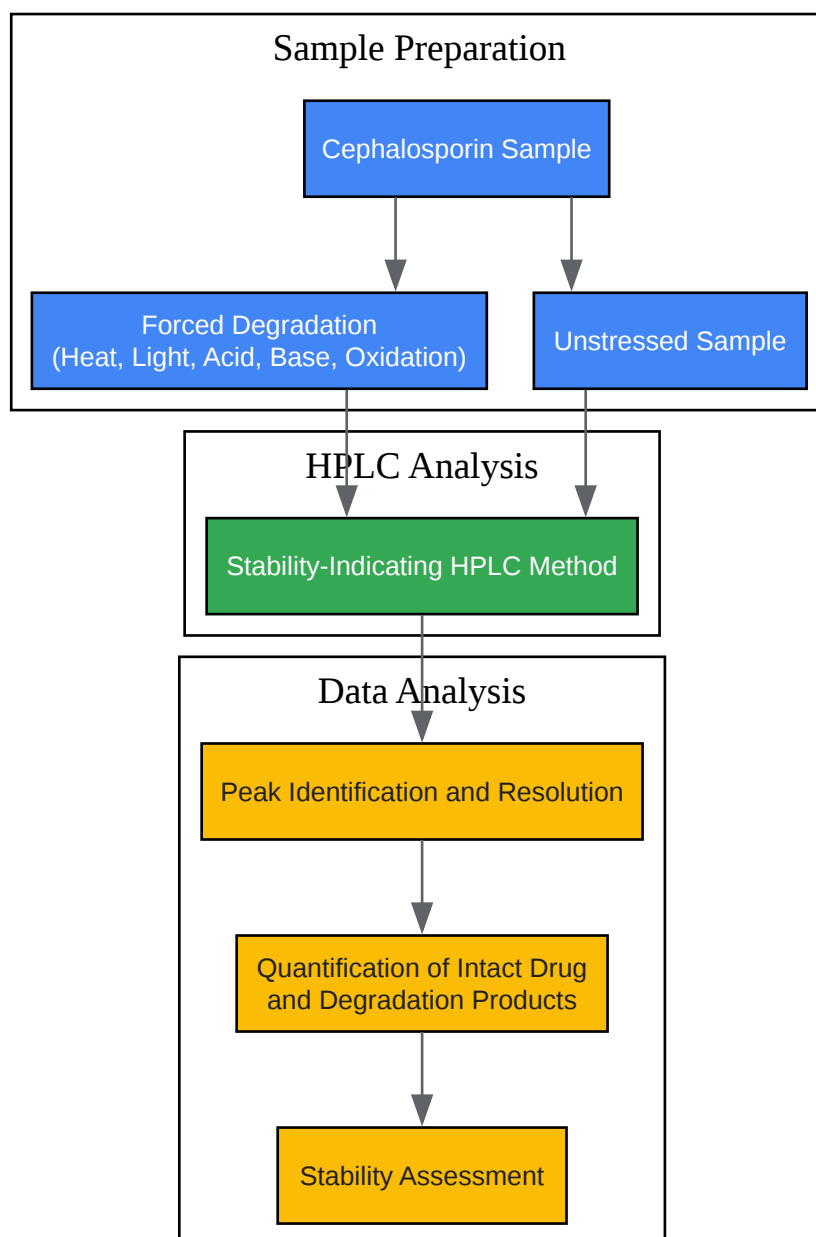 Sample Preparation
Cephalosporin Sample
Forced Degradation
(Heat, Light, Acid, Base, Oxidation)
Unstressed Sample
HPLC Analysis
Stability-Indicating HPLC Method
Data Analysis
Peak Identification and Resolution
Quantification of Intact Drug
and Degradation Products
Stability Assessment